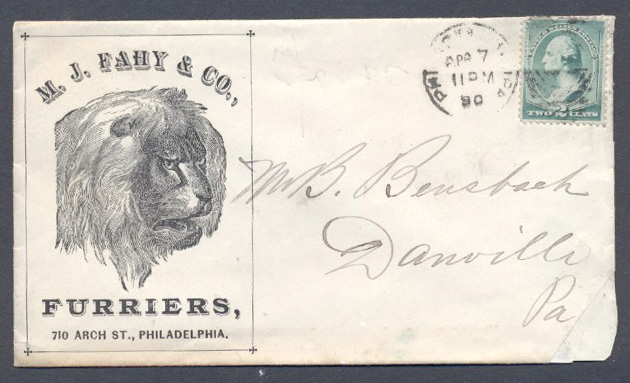 M. J. FAHY & CO.,
FURRIERS,
710 ARCH ST., PHILADELPHIA.
APR 7
11 PM
90
TWO CENTS
Mr B. Bensbach
Danville
Pa